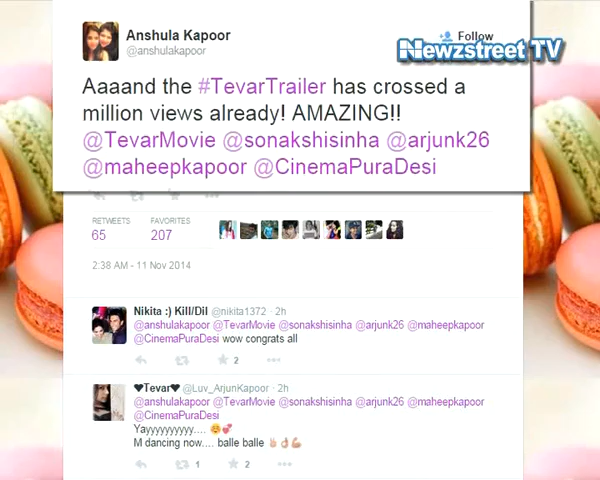 Anshula Kapoor
@anshulakapoor
Follow
Newzstreet TV
Aaaand the #TevarTrailer has crossed a
million views already! AMAZING!!
@TevarMovie @sonakshisinha @arjunk26
@maheepkapoor @CinemaPuraDesi
RETWEETS FAVORITES
65 207
2:38 AM - 11 Nov 2014
Nikita :) Kill/Dil @nikita1372 · 2h
@anshulakapoor @TevarMovie @sonakshisinha @arjunk26 @maheepkapoor
@CinemaPuraDesi wow congrats all
2
❤Tevar❤ @Luv_ArjunKapoor · 2h
@anshulakapoor @TevarMovie @sonakshisinha @arjunk26 @maheepkapoor
@CinemaPuraDesi
Yayyyyyyyyyy.... ☺️💞
M dancing now.... balle balle ✌👌💪
1 2